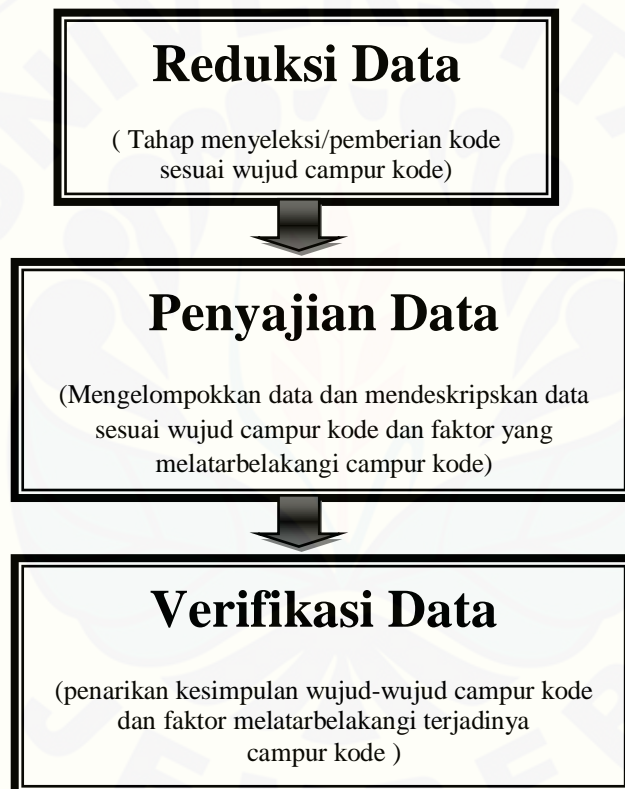 Reduksi Data
( Tahap menyeleksi/pemberian kode
sesuai wujud campur kode)
Penyajian Data
(Mengelompokkan data dan mendeskripskan data
sesuai wujud campur kode dan faktor yang
melatarbelakangi campur kode)
Verifikasi Data
(penarikan kesimpulan wujud-wujud campur kode
dan faktor melatarbelakangi terjadinya
campur kode )